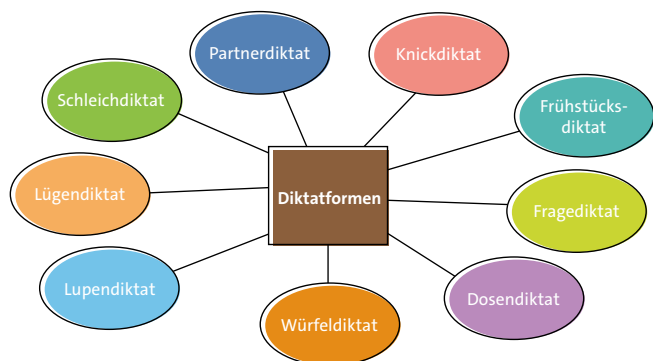 Partnerdiktat
Knickdiktat
Schleichdiktat
Frühstücks-
diktat
Lügendiktat
Diktatformen
Fragediktat
Lupendiktat
Dosendiktat
Würfeldiktat